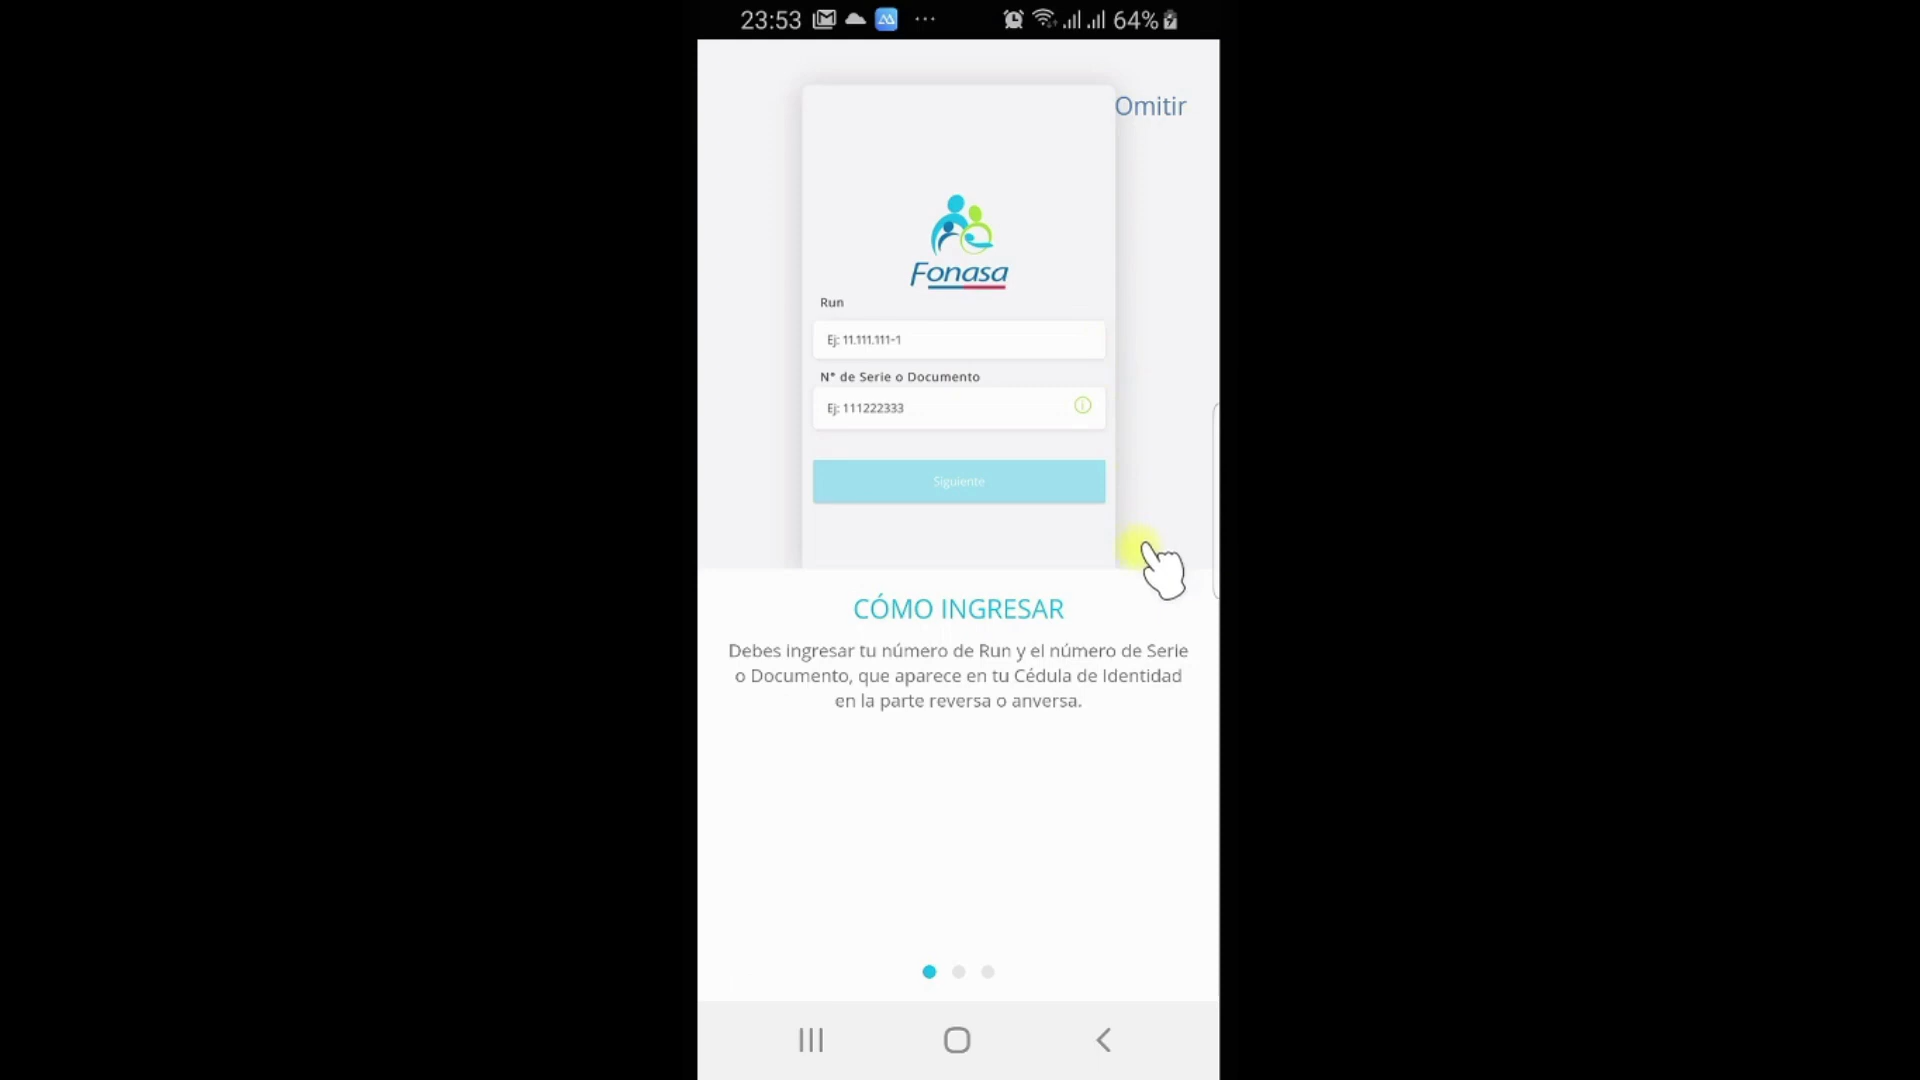 23:53
64%
Omitir
Fonasa
Run
Ej: 11.111.111-1
N° de Serie o Documento
Ej: 111222333
Siguiente
CÓMO INGRESAR
Debes ingresar tu número de Run y el número de Serie
o Documento, que aparece en tu Cédula de Identidad
en la parte reversa o anversa.